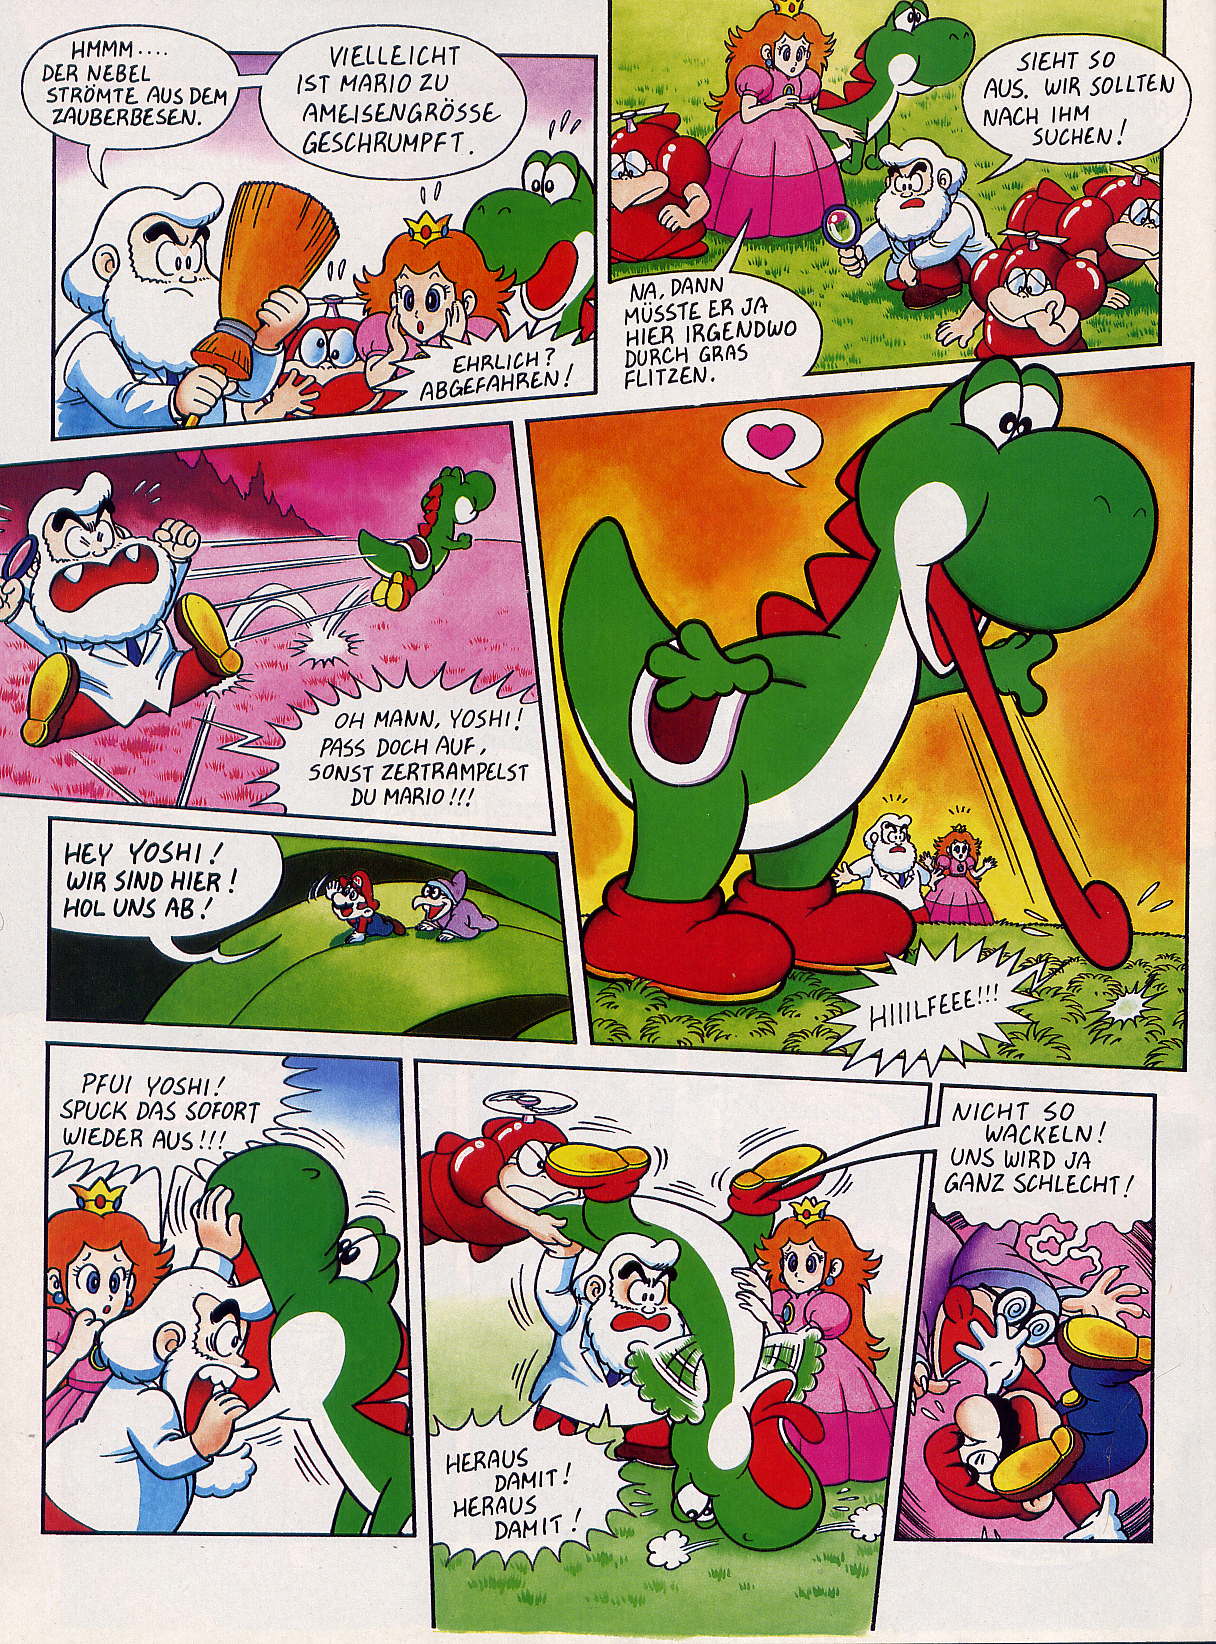 HMMM....
DER NEBEL
STRÖMTE AUS DEM
ZAUBERBESEN.
VIELLEICHT
IST MARIO ZU
AMEISENGRÖSSE
GESCHRUMPFT.
EHRLICH?
ABGEFAHREN!
SIEHT SO
AUS. WIR SOLLTEN
NACH IHM
SUCHEN!
NA, DANN
MÜSSTE ER JA
HIER IRGENDWO
DURCH GRAS
FLITZEN.
OH MANN, YOSHI!
PASS DOCH AUF,
SONST ZERTRAMPELST
DU MARIO!!!
HEY YOSHI!
WIR SIND HIER!
HOL UNS AB!
HIIILFEEE!!!
PFUI YOSHI!
SPUCK DAS SOFORT
WIEDER AUS!!!
HERAUS
DAMIT!
HERAUS
DAMIT!
NICHT SO
WACKELN!
UNS WIRD JA
GANZ SCHLECHT!